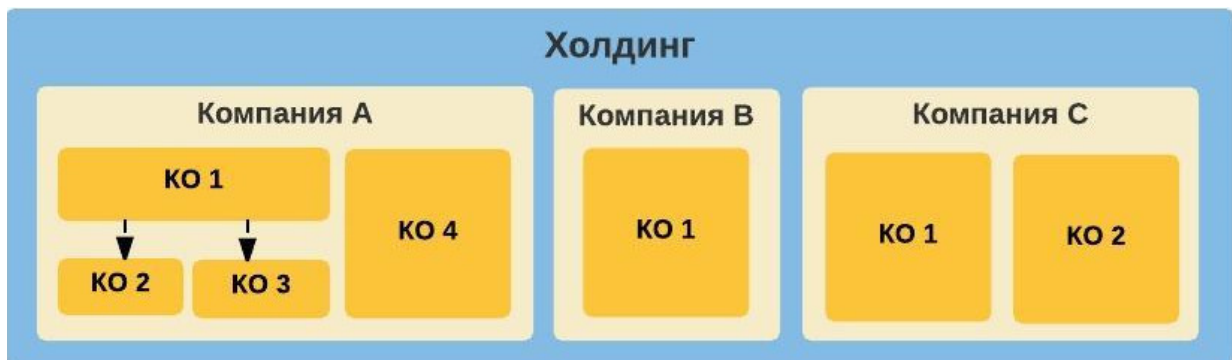 Холдинг
Компания А
КО 1
КО 2
КО 3
КО 4
Компания В
КО 1
Компания С
КО 1
КО 2